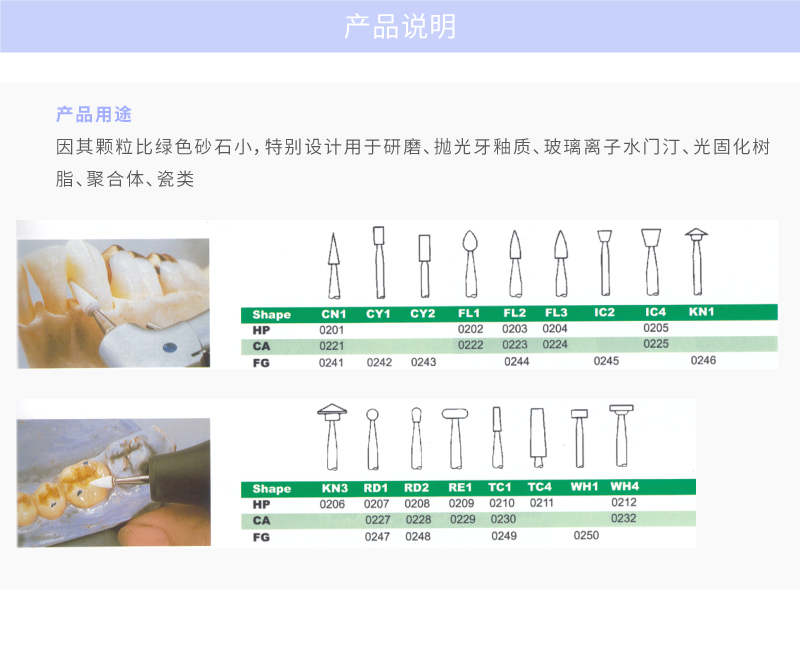 产品说明
产品用途
因其颗粒比绿色砂石小，特别设计用于研磨、抛光牙釉质、玻璃离子水门汀、光固化树
脂、聚合体、瓷类
Shape CN1 CY1 CY2 FL1 FL2 FL3 IC2 IC4 KN1
HP 0201 0202 0203 0204 0205
CA 0221 0222 0223 0224 0225
FG 0241 0242 0243 0244 0245 0246
Shape KN3 RD1 RD2 RE1 TC1 TC4 WH1 WH4
HP 0206 0207 0208 0209 0210 0211 0212
CA 0227 0228 0229 0230 0232
FG 0247 0248 0249 0250